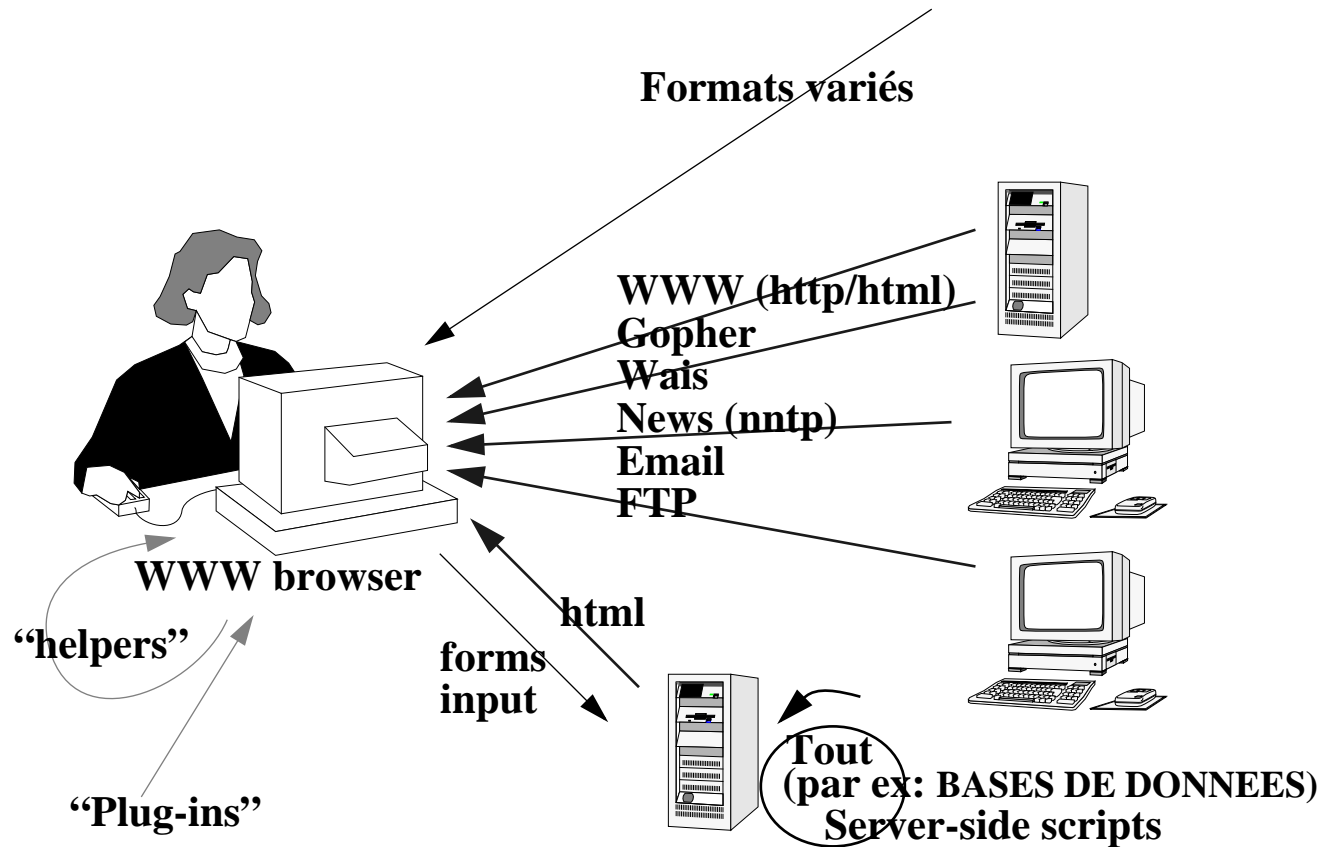 Formats variés
WWW (http/html)
Gopher
Wais
News (nntp)
Email
FTP
WWW browser
“helpers”
html
forms
input
“Plug-ins”
Tout
(par ex: BASES DE DONNEES)
Server-side scripts